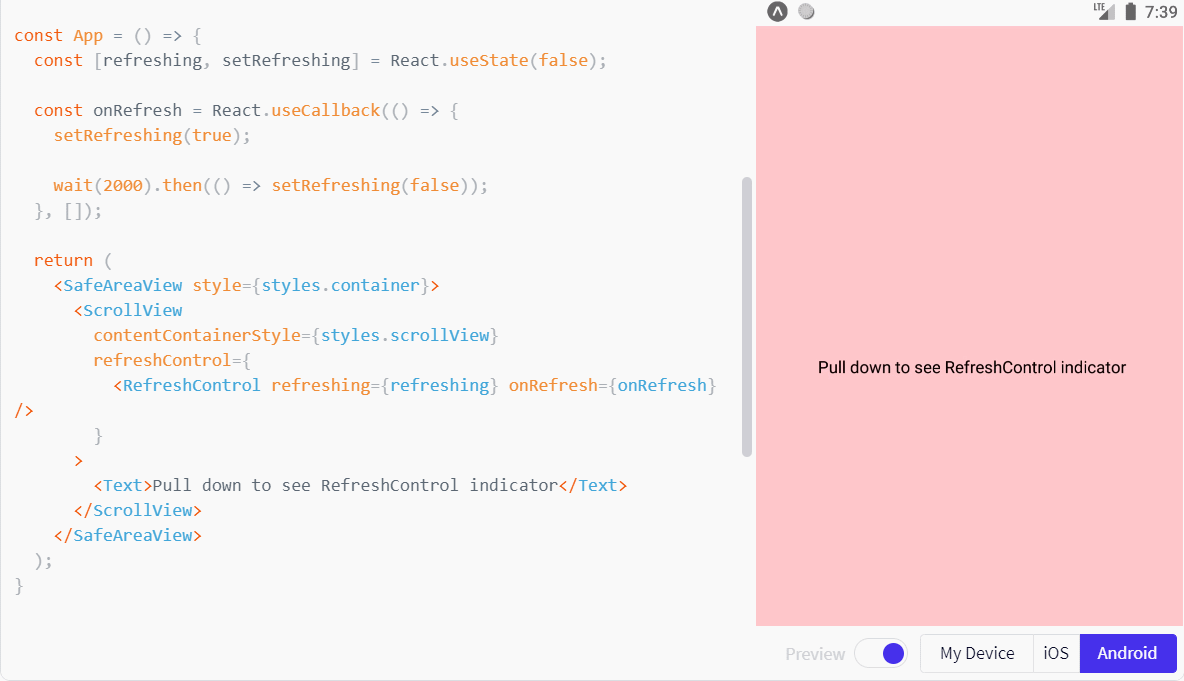 const App = () => {
const [refreshing, setRefreshing] = React.useState(false);
const onRefresh = React.useCallback(() => {
setRefreshing(true);
wait(2000).then(() => setRefreshing(false));
}, []);
return (
<SafeAreaView style={styles.container}>
<ScrollView
contentContainerStyle={styles.scrollView}
refreshControl={
<RefreshControl refreshing={refreshing} onRefresh={onRefresh}
/>
}
>
<Text>Pull down to see RefreshControl indicator</Text>
</ScrollView>
</SafeAreaView>
);
}
LTE 7:39
Pull down to see RefreshControl indicator
Preview My Device iOS Android